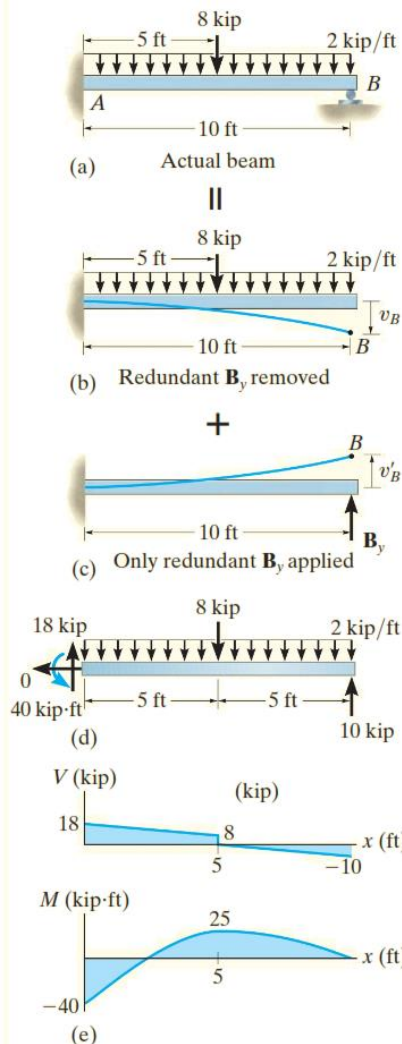 8 kip
5 ft 2 kip/ft
A B
10 ft
(a) Actual beam
=
8 kip
5 ft 2 kip/ft
v_B
10 ft B
(b) Redundant B_y removed
+
B
v'_B
10 ft
B_y
(c) Only redundant B_y applied
8 kip
18 kip 2 kip/ft
0
40 kip·ft 5 ft 5 ft
(d) 10 kip
V (kip) (kip)
18 8
x (ft)
5 −10
M (kip·ft)
25
x (ft)
5
−40
(e)